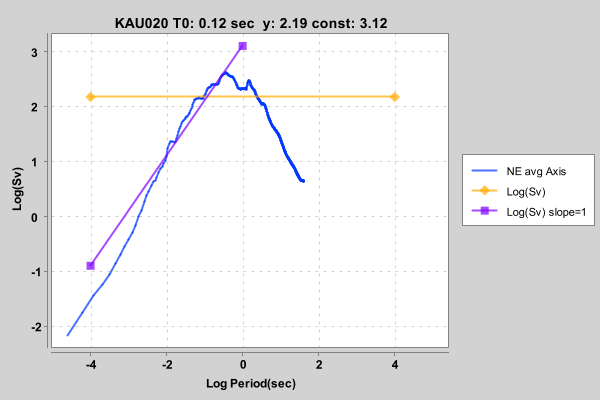 KAU020 T0: 0.12 sec  y: 2.19 const: 3.12
3
2
1
0
-1
-2
Log(Sv)
-4
-2
0
2
4
Log Period(sec)
NE avg Axis
Log(Sv)
Log(Sv) slope=1